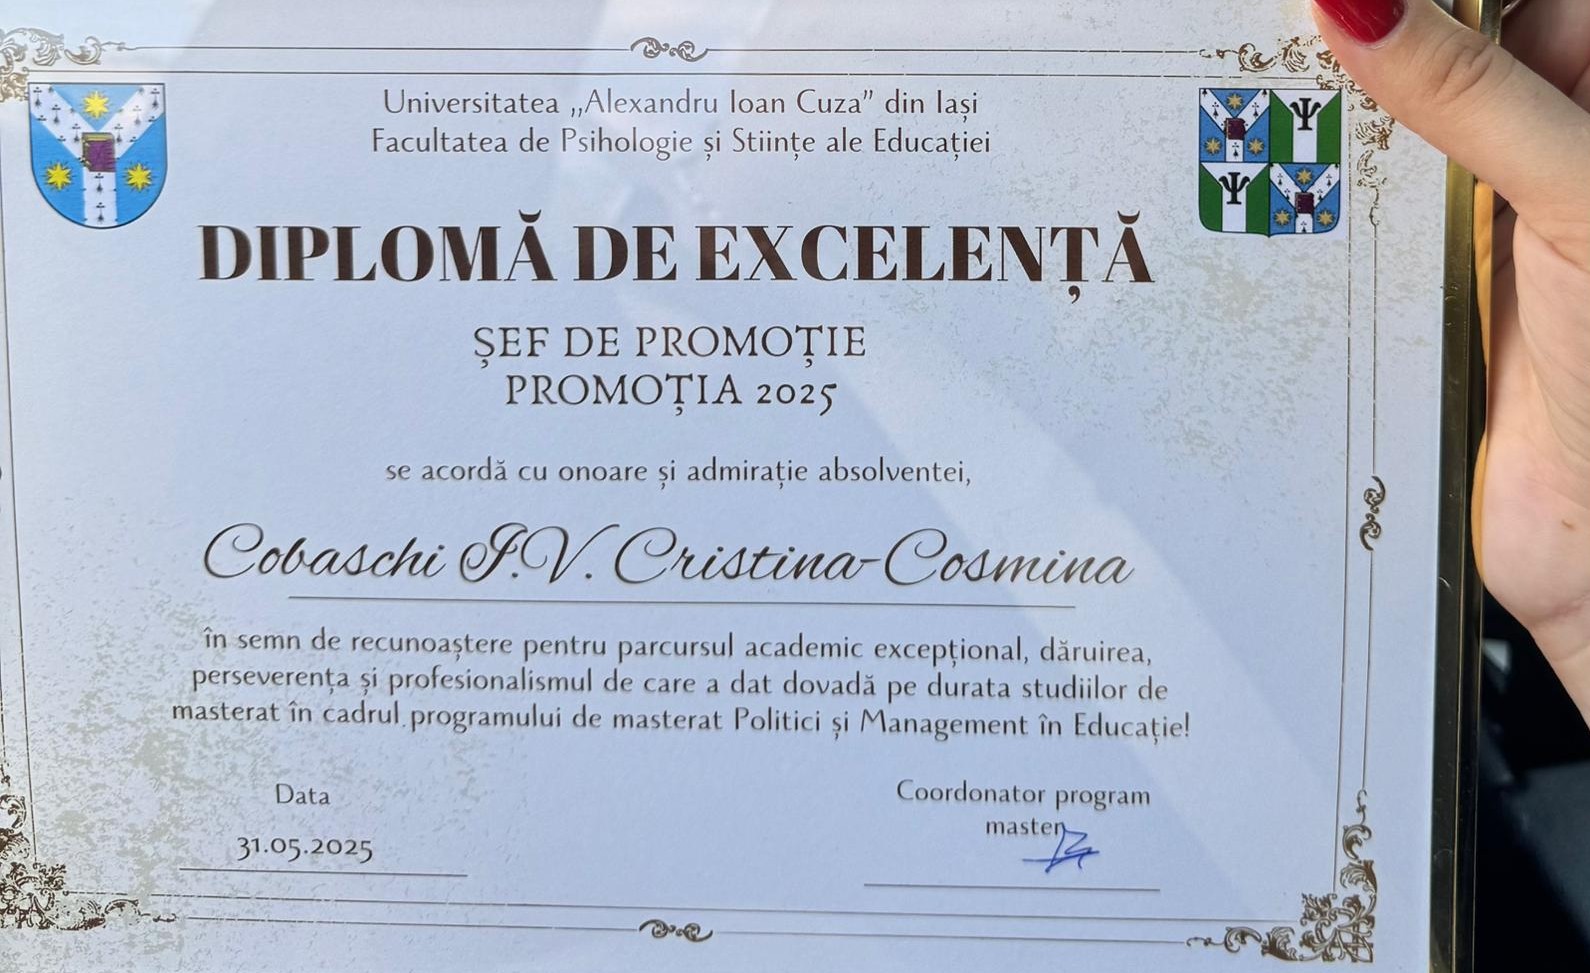 Universitatea ,,Alexandru Ioan Cuza” din Iași
Facultatea de Psihologie și Stiințe ale Educației
DIPLOMĂ DE EXCELENȚĂ
ȘEF DE PROMOȚIE
PROMOȚIA 2025
se acordă cu onoare și admirație absolventei,
Cobaschi I.V. Cristina-Cosmina
în semn de recunoaștere pentru parcursul academic excepțional, dăruirea,
perseverența și profesionalismul de care a dat dovadă pe durata studiilor de
masterat în cadrul programului de masterat Politici și Management în Educație!
Data
31.05.2025
Coordonator program
master